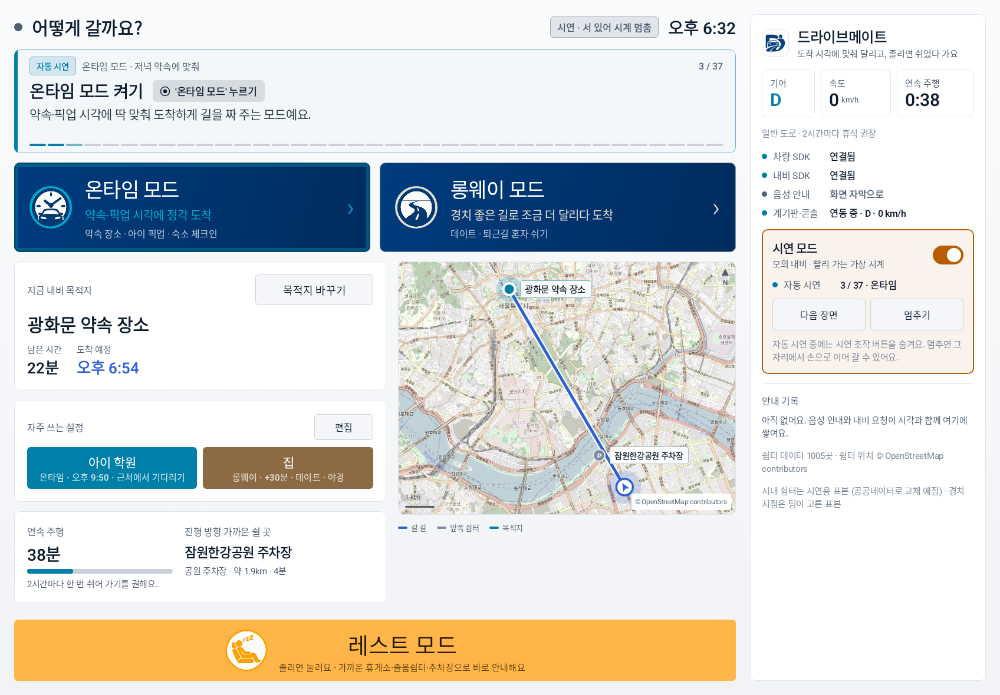 어떻게 갈까요?
시연 · 서 있어 시계 멈춤
오후 6:32
자동 시연
온타임 모드 · 저녁 약속에 맞춰
3 / 37
온타임 모드 켜기
'온타임 모드' 누르기
약속·픽업 시각에 딱 맞춰 도착하게 길을 짜 주는 모드예요.
온타임 모드
약속·픽업 시각에 정각 도착
약속 장소 · 아이 픽업 · 숙소 체크인
롱웨이 모드
경치 좋은 길로 조금 더 달리다 도착
데이트 · 퇴근길 혼자 쉬기
지금 내비 목적지
목적지 바꾸기
광화문 약속 장소
남은 시간
도착 예정
22분
오후 6:54
자주 쓰는 설정
편집
아이 학원
온타임 · 오후 9:50 · 근처에서 기다리기
집
롱웨이 · +30분 · 데이트 · 야경
연속 주행
38분
2시간마다 한 번 쉬어 가기를 권해요.
진행 방향 가까운 쉴 곳
잠원한강공원 주차장
공원 주차장 · 약 1.9km · 4분
광화문 약속 장소
N
P
잠원한강공원 주차장
1 km
© OpenStreetMap contributors
갈 길
앞쪽 쉼터
목적지
레스트 모드
졸리면 눌러요 · 가까운 휴게소·졸음쉼터·주차장으로 바로 안내해요
드라이브메이트
도착 시각에 맞춰 달리고, 졸리면 쉬었다 가요
기어
D
속도
0 km/h
연속 주행
0:38
일반 도로 · 2시간마다 휴식 권장
차량 SDK 연결됨
내비 SDK 연결됨
음성 안내 화면 자막으로
계기판·콘솔 연동 중 · D · 0 km/h
시연 모드
모의 내비 · 빨리 가는 가상 시계
자동 시연 3 / 37 · 온타임
다음 장면
멈추기
자동 시연 중에는 시연 조작 버튼을 숨겨요. 멈추면 그
자리에서 손으로 이어 갈 수 있어요.
안내 기록
아직 없어요. 음성 안내와 내비 요청이 시각과 함께 여기에
쌓여요.
쉼터 데이터 1005곳 · 쉼터 위치 © OpenStreetMap
contributors
시내 쉼터는 시연용 표본 (공공데이터로 교체 예정) · 경치
지점은 팀이 고른 표본